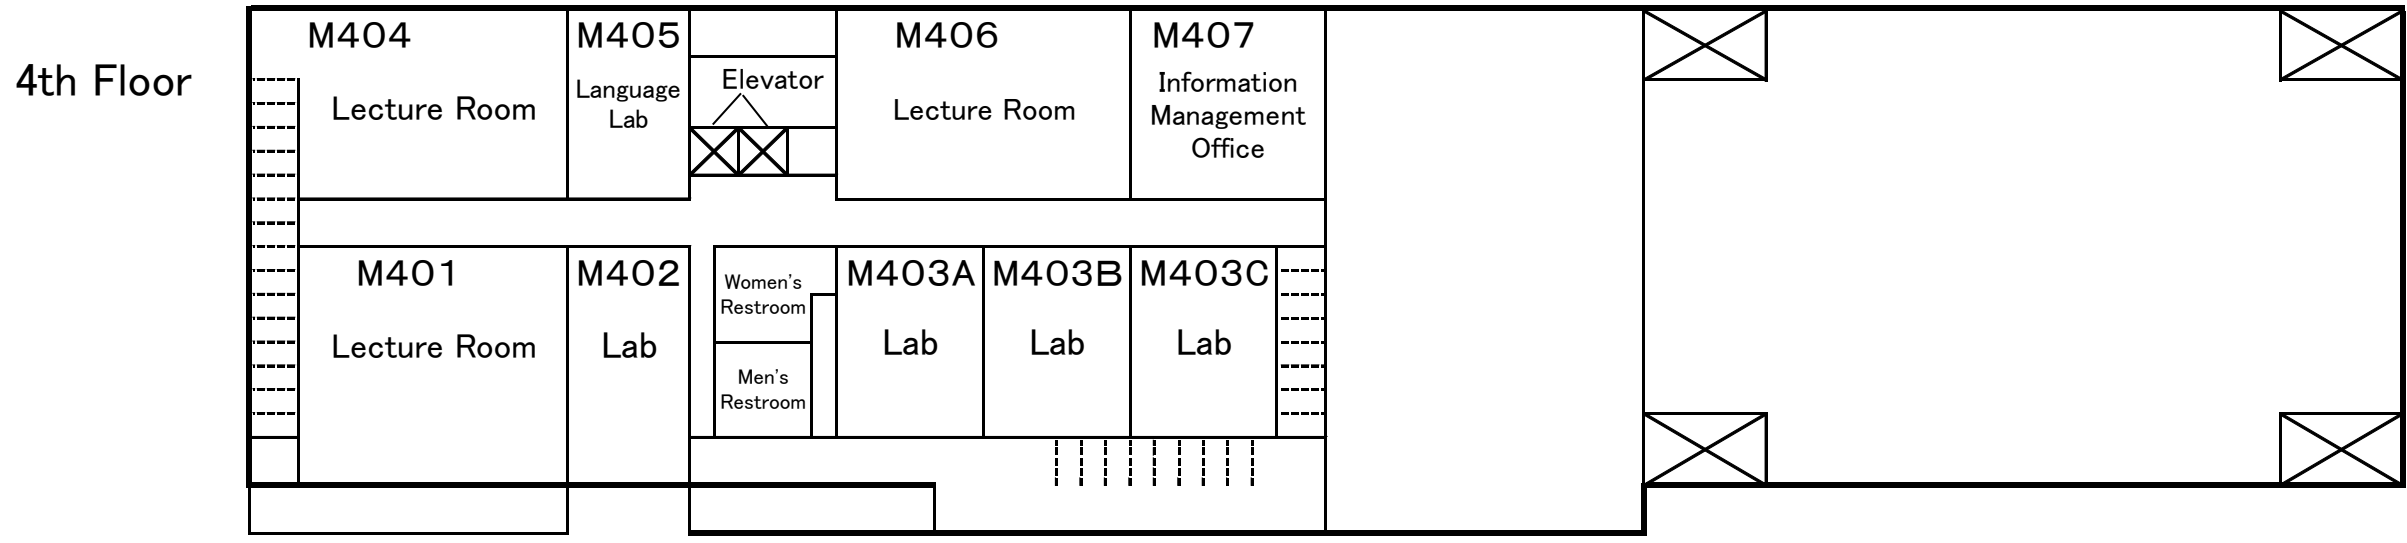 4th Floor
M404
Lecture Room
M405
Language
Lab
Elevator
M406
Lecture Room
M407
Information
Management
Office
M401
Lecture Room
M402
Lab
Women's
Restroom
Men's
Restroom
M403A
Lab
M403B
Lab
M403C
Lab